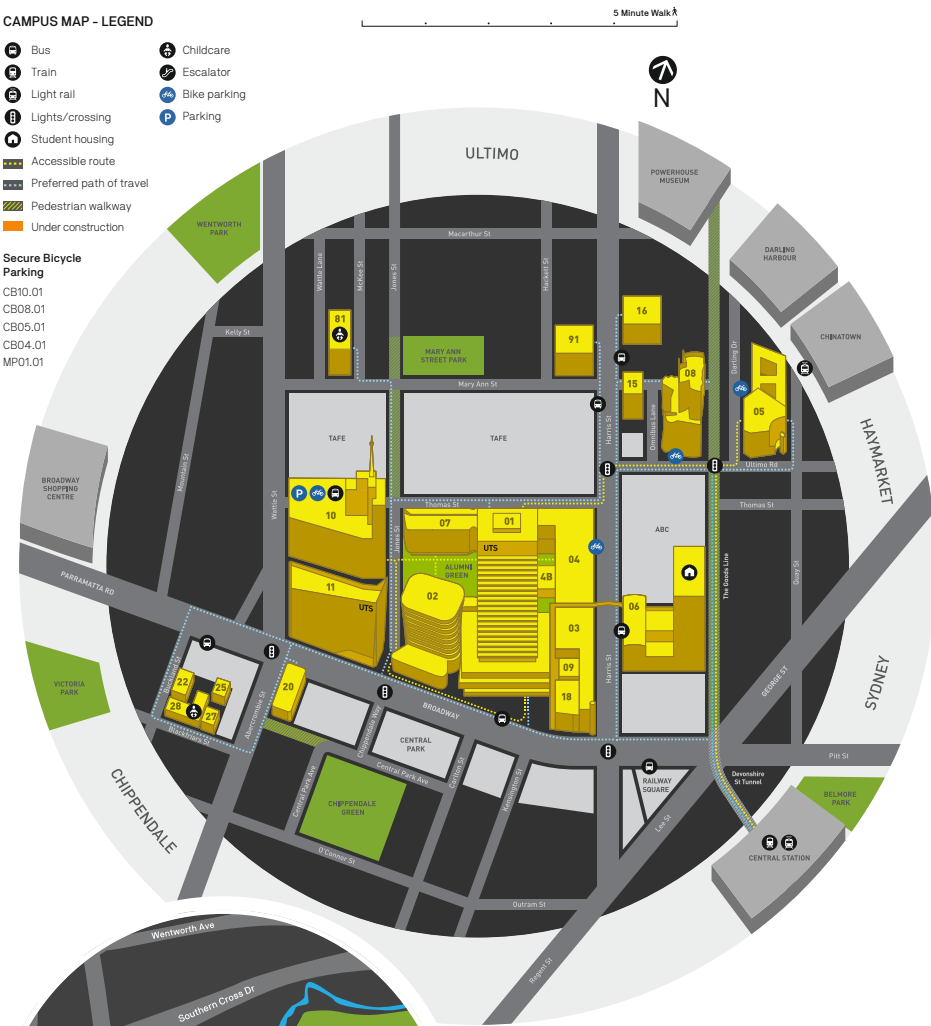 CAMPUS MAP - LEGEND
Bus
Train
Light rail
Lights/crossing
Student housing
Accessible route
Preferred path of travel
Pedestrian walkway
Under construction
Childcare
Escalator
Bike parking
P Parking
Secure Bicycle
Parking
CB10.01
CB08.01
CB05.01
CB04.01
MP01.01
5 Minute Walk
N
ULTIMO
POWERHOUSE
MUSEUM
WENTWORTH
PARK
DARLING
HARBOUR
CHINATOWN
HAYMARKET
SYDNEY
BROADWAY
SHOPPING
CENTRE
VICTORIA
PARK
CHIPPENDALE
Macarthur St
Wattle Lane
McKee St
Jones St
Hackett St
Kelly St
81
MARY ANN
STREET PARK
91
16
15
08
05
Darling Dr
Omnibus Lane
Harris St
Mary Ann St
TAFE
TAFE
Ultimo Rd
Mountain St
Wattle St
P
10
Thomas St
Thomas St
Jones St
07
01
UTS
ALUMNI
GREEN
04
4B
02
11
UTS
03
09
18
ABC
06
The Goods Line
Quay St
Harris St
GEORGE ST
PARRAMATTA RD
Buckland St
22
25
28
27
Blackfriars St
Abercrombie St
20
BROADWAY
Chippendale Way
CENTRAL
PARK
Central Park Ave
Central Park Ave
CHIPPENDALE
GREEN
Carlton St
Kensington St
O'Connor St
Outram St
RAILWAY
SQUARE
Lee St
Regent St
Pitt St
Devonshire
St Tunnel
BELMORE
PARK
CENTRAL STATION
Wentworth Ave
Southern Cross Dr